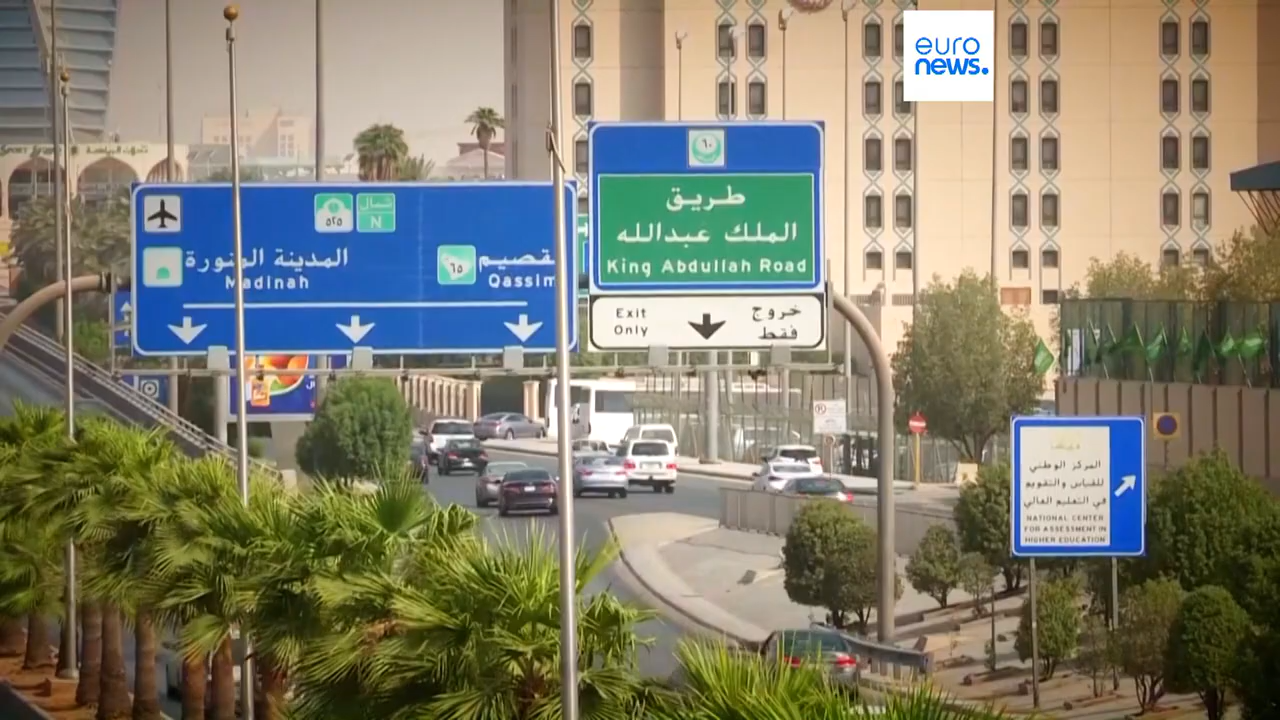 euro
news.
٦٠
طريق
الملك عبدالله
King Abdullah Road
Exit
Only
خروج
فقط
٥٢٥
شمال
N
المدينة المنورة
Madinah
٦٥
القصيم
Qassim
المركز الوطني
للقياس والتقويم
في التعليم العالي
NATIONAL CENTER
FOR ASSESSMENT IN
HIGHER EDUCATION